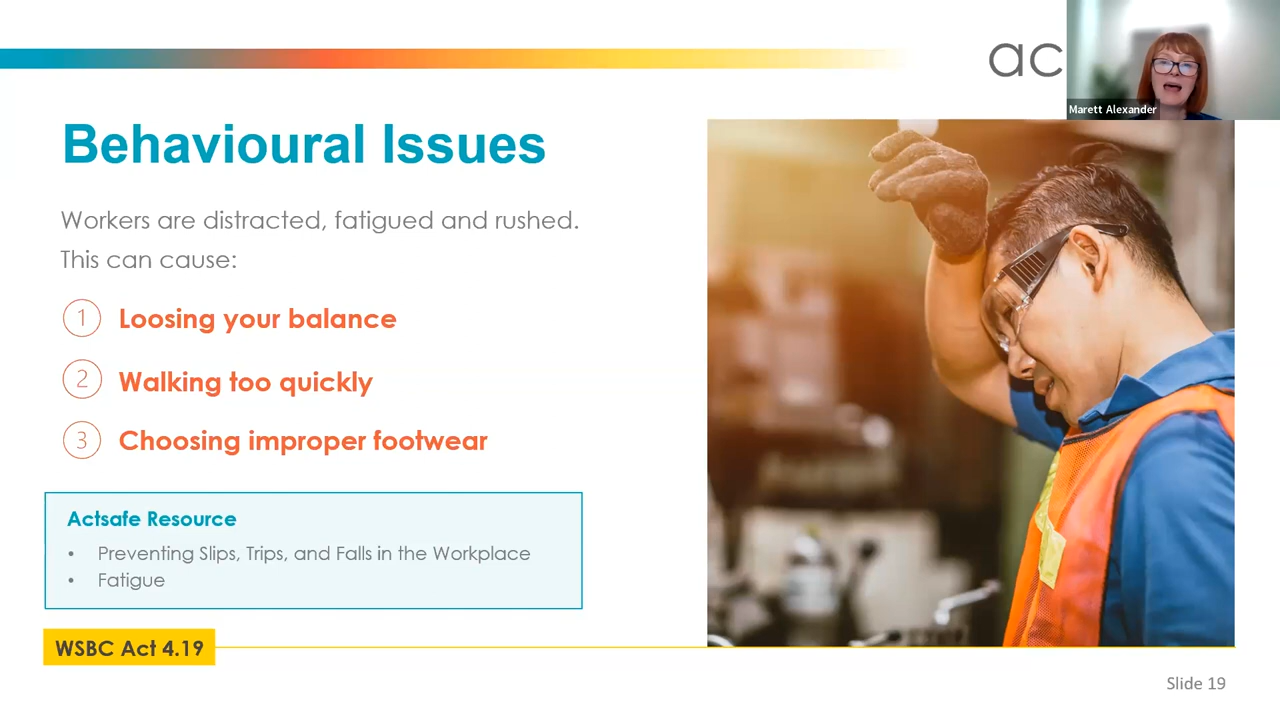 ac
Marett Alexander
Behavioural Issues
Workers are distracted, fatigued and rushed.
This can cause:
1 Loosing your balance
2 Walking too quickly
3 Choosing improper footwear
Actsafe Resource
• Preventing Slips, Trips, and Falls in the Workplace
• Fatigue
WSBC Act 4.19
Slide 19